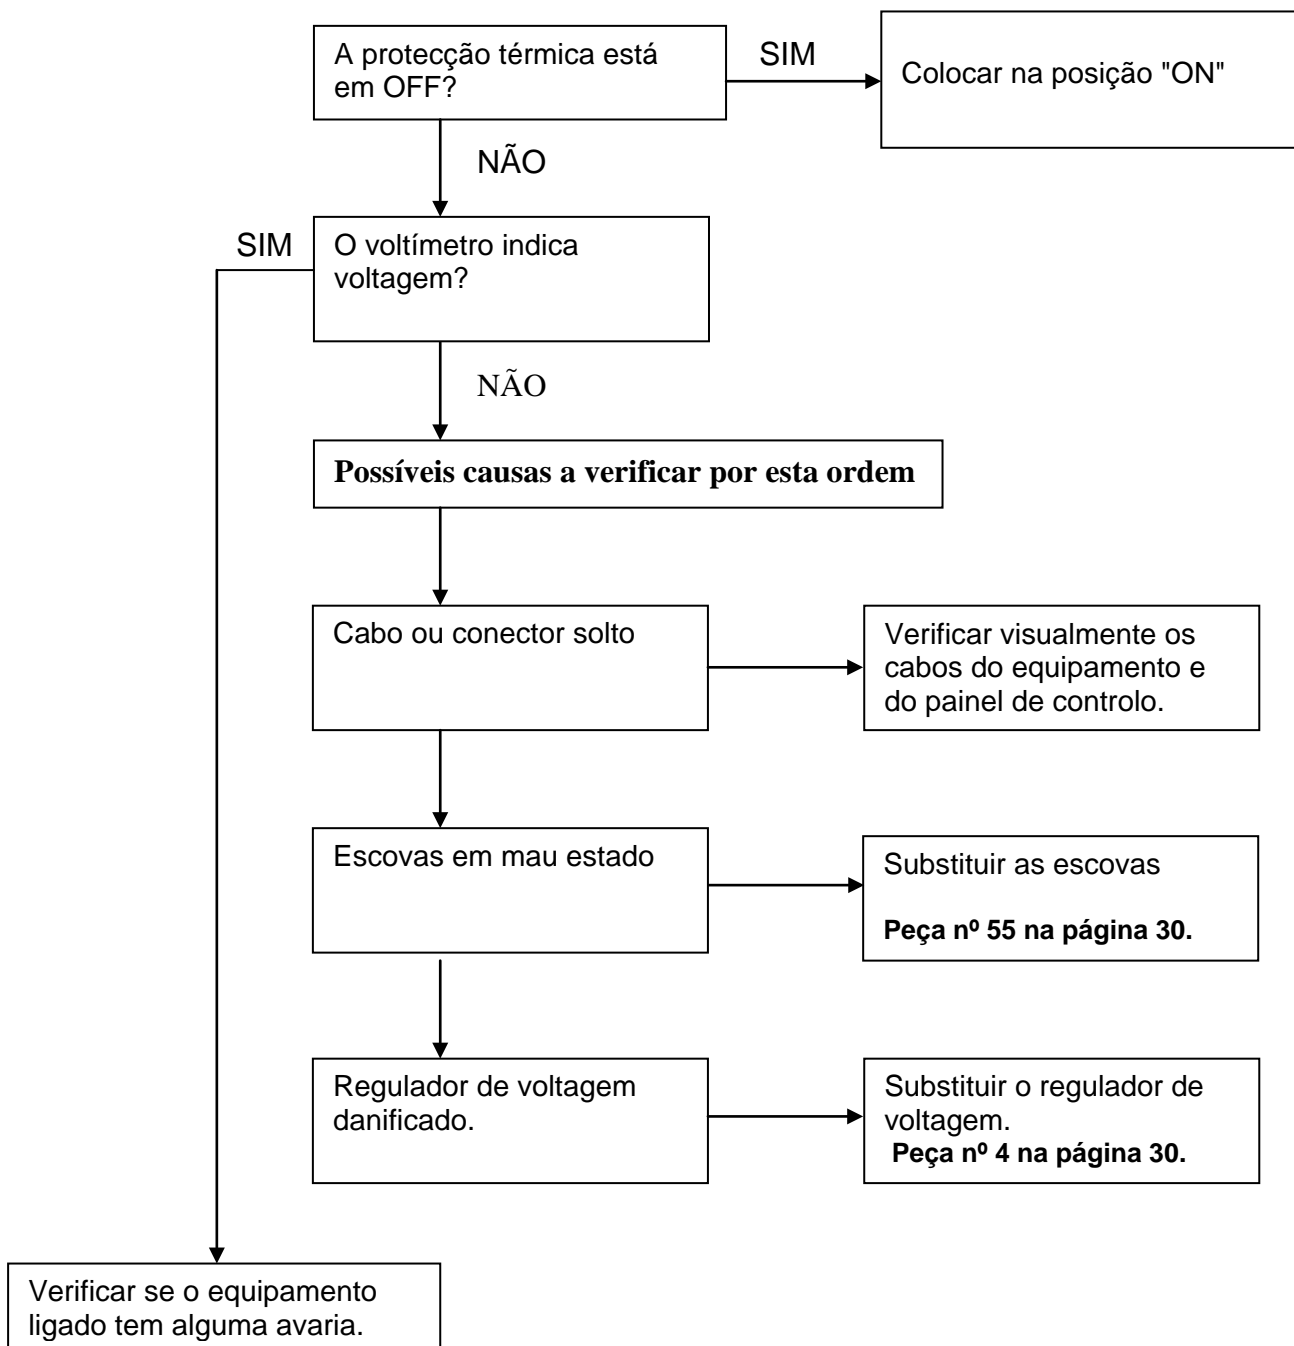 A protecção térmica está
em OFF?
SIM
Colocar na posição "ON"
NÃO
SIM
O voltímetro indica
voltagem?
NÃO
Possíveis causas a verificar por esta ordem
Cabo ou conector solto
Verificar visualmente os
cabos do equipamento e
do painel de controlo.
Escovas em mau estado
Substituir as escovas
Peça nº 55 na página 30.
Regulador de voltagem
danificado.
Substituir o regulador de
voltagem.
Peça nº 4 na página 30.
Verificar se o equipamento
ligado tem alguma avaria.